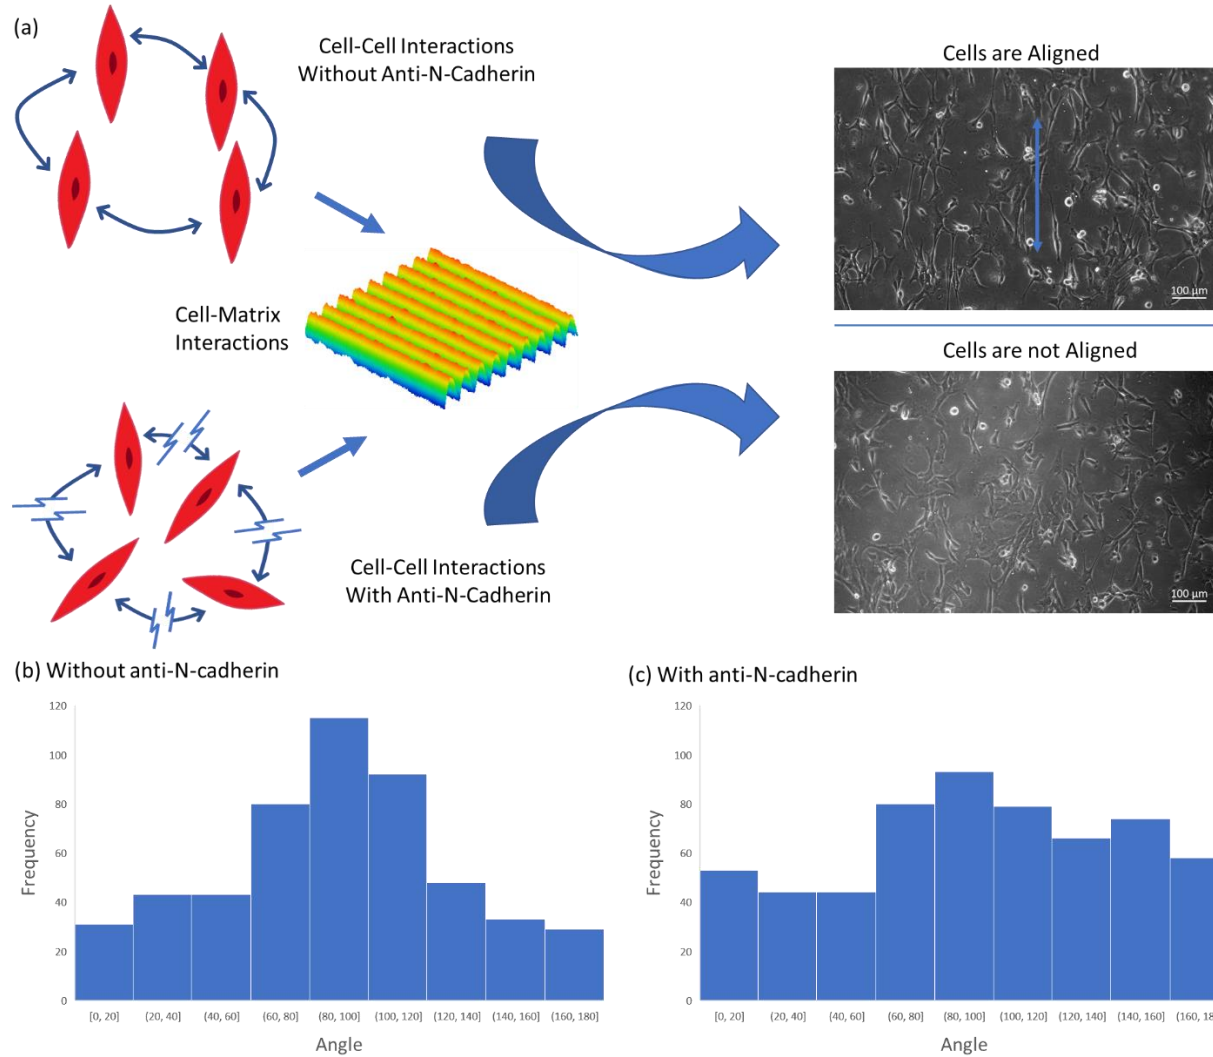 (a)
Cell-Cell Interactions
Without Anti-N-Cadherin
Cells are Aligned
100 µm
Cell-Matrix
Interactions
Cells are not Aligned
100 µm
Cell-Cell Interactions
With Anti-N-Cadherin
(b) Without anti-N-cadherin
120
100
80
60
40
20
0
Frequency
[0, 20]
(20, 40]
(40, 60]
(60, 80]
(80, 100]
(100, 120]
(120, 140]
(140, 160]
(160, 180]
Angle
(c) With anti-N-cadherin
120
100
80
60
40
20
0
Frequency
[0, 20]
(20, 40]
(40, 60]
(60, 80]
(80, 100]
(100, 120]
(120, 140]
(140, 160]
(160, 18
Angle